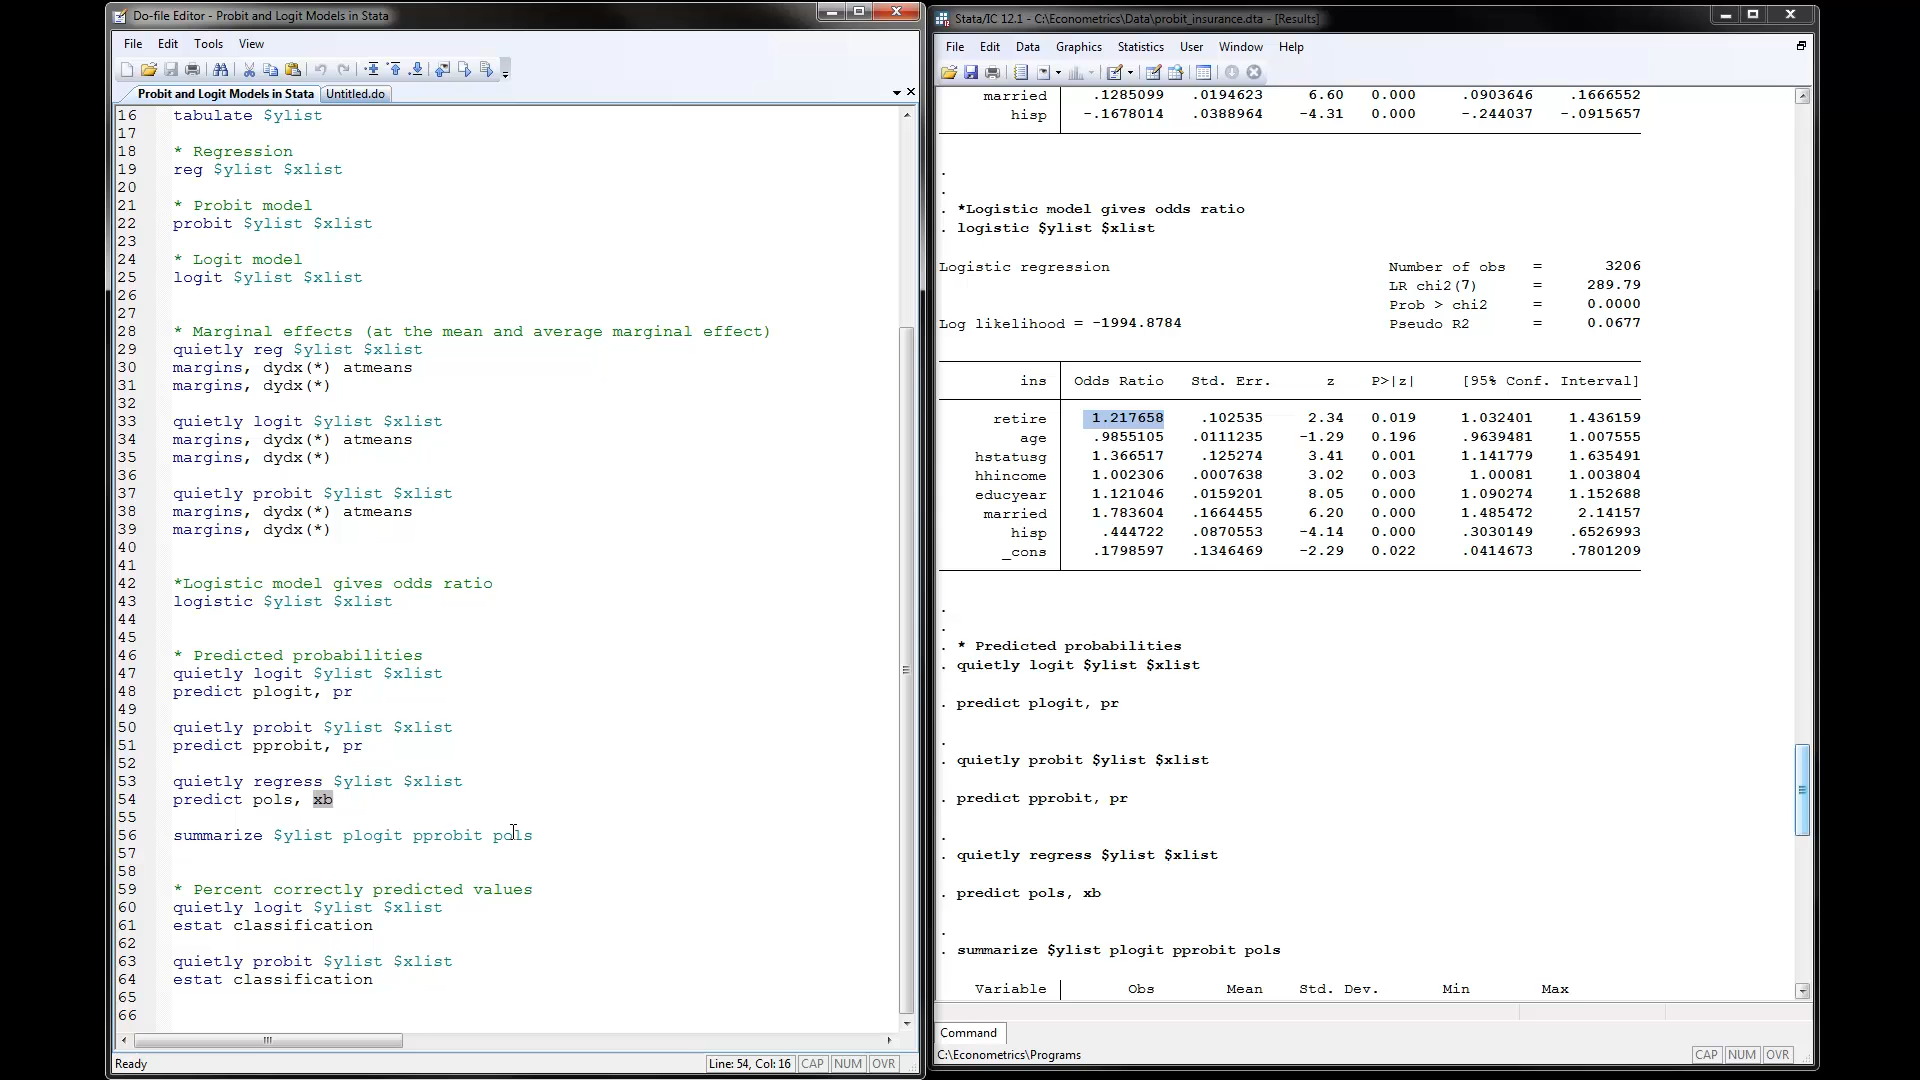 Do-file Editor - Probit and Logit Models in Stata
File Edit Tools View
Probit and Logit Models in Stata Untitled.do
16 tabulate $ylist
17
18 * Regression
19 reg $ylist $xlist
20
21 * Probit model
22 probit $ylist $xlist
23
24 * Logit model
25 logit $ylist $xlist
26
27
28 * Marginal effects (at the mean and average marginal effect)
29 quietly reg $ylist $xlist
30 margins, dydx(*) atmeans
31 margins, dydx(*)
32
33 quietly logit $ylist $xlist
34 margins, dydx(*) atmeans
35 margins, dydx(*)
36
37 quietly probit $ylist $xlist
38 margins, dydx(*) atmeans
39 margins, dydx(*)
40
41
42 *Logistic model gives odds ratio
43 logistic $ylist $xlist
44
45
46 * Predicted probabilities
47 quietly logit $ylist $xlist
48 predict plogit, pr
49
50 quietly probit $ylist $xlist
51 predict pprobit, pr
52
53 quietly regress $ylist $xlist
54 predict pols, xb
55
56 summarize $ylist plogit pprobit pols
57
58
59 * Percent correctly predicted values
60 quietly logit $ylist $xlist
61 estat classification
62
63 quietly probit $ylist $xlist
64 estat classification
65
66
Ready Line: 54, Col: 16 CAP NUM OVR
Stata/IC 12.1 - C:\Econometrics\Data\probit_insurance.dta - [Results]
File Edit Data Graphics Statistics User Window Help
married .1285099 .0194623 6.60 0.000 .0903646 .1666552
hisp -.1678014 .0388964 -4.31 0.000 -.244037 -.0915657
.
.
. *Logistic model gives odds ratio
. logistic $ylist $xlist
Logistic regression Number of obs = 3206
LR chi2(7) = 289.79
Prob > chi2 = 0.0000
Log likelihood = -1994.8784 Pseudo R2 = 0.0677
ins Odds Ratio Std. Err. z P>|z| [95% Conf. Interval]
retire 1.217658 .102535 2.34 0.019 1.032401 1.436159
age .9855105 .0111235 -1.29 0.196 .9639481 1.007555
hstatusg 1.366517 .125274 3.41 0.001 1.141779 1.635491
hhincome 1.002306 .0007638 3.02 0.003 1.00081 1.003804
educyear 1.121046 .0159201 8.05 0.000 1.090274 1.152688
married 1.783604 .1664455 6.20 0.000 1.485472 2.14157
hisp .444722 .0870553 -4.14 0.000 .3030149 .6526993
_cons .1798597 .1346469 -2.29 0.022 .0414673 .7801209
.
.
. * Predicted probabilities
. quietly logit $ylist $xlist
. predict plogit, pr
.
. quietly probit $ylist $xlist
. predict pprobit, pr
.
. quietly regress $ylist $xlist
. predict pols, xb
.
. summarize $ylist plogit pprobit pols
Variable Obs Mean Std. Dev. Min Max
Command
C:\Econometrics\Programs CAP NUM OVR